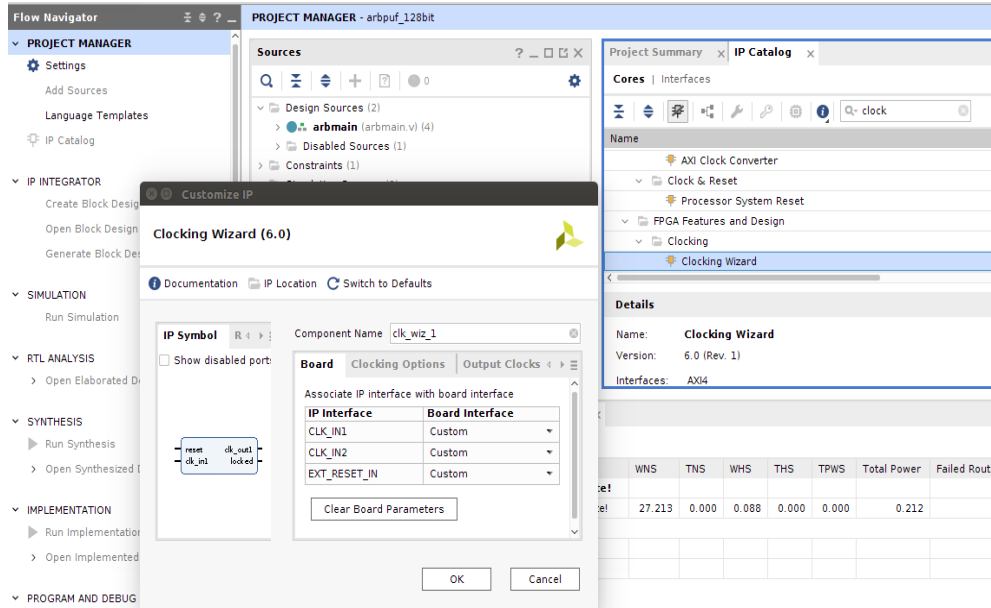 Flow Navigator
PROJECT MANAGER - arbpuf_128bit
PROJECT MANAGER
Settings
Add Sources
Language Templates
IP Catalog
IP INTEGRATOR
Create Block Desig
Open Block Design
Generate Block Des
SIMULATION
Run Simulation
RTL ANALYSIS
Open Elaborated D
SYNTHESIS
Run Synthesis
Open Synthesized D
IMPLEMENTATION
Run Implementation
Open Implemented
PROGRAM AND DEBUG
Sources
0
Design Sources (2)
arbmain (arbmain.v) (4)
Disabled Sources (1)
Constraints (1)
Project Summary
IP Catalog
Cores | Interfaces
Q- clock
Name
AXI Clock Converter
Clock & Reset
Processor System Reset
FPGA Features and Design
Clocking
Clocking Wizard
Details
Name: Clocking Wizard
Version: 6.0 (Rev. 1)
Interfaces: AXI4
Customize IP
Clocking Wizard (6.0)
Documentation IP Location Switch to Defaults
IP Symbol R
Show disabled ports
reset clk_out1
clk_in1 locked
Component Name clk_wiz_1
Board Clocking Options Output Clocks
Associate IP interface with board interface
IP Interface Board Interface
CLK_IN1 Custom
CLK_IN2 Custom
EXT_RESET_IN Custom
Clear Board Parameters
OK Cancel
WNS TNS WHS THS TPWS Total Power Failed Rout
te!
te! 27.213 0.000 0.088 0.000 0.000 0.212